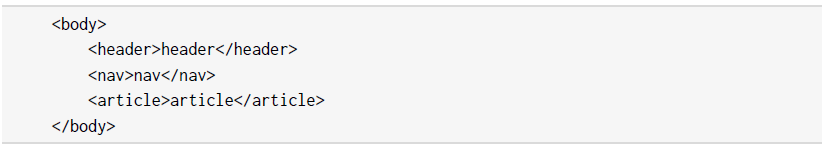 <body>
<header>header</header>
<nav>nav</nav>
<article>article</article>
</body>